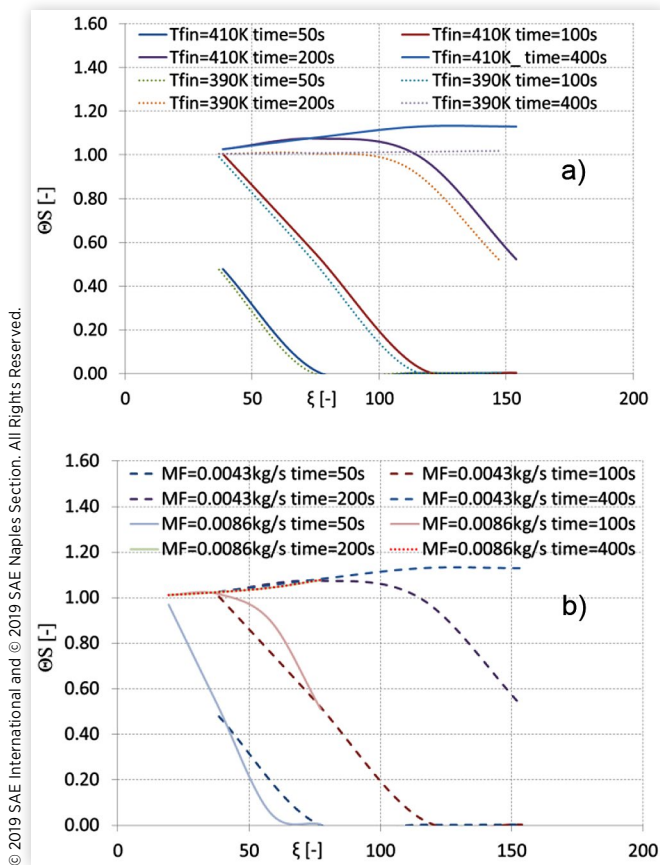 © 2019 SAE International and © 2019 SAE Naples Section. All Rights Reserved.
1.60
1.40
1.20
1.00
0.80
0.60
0.40
0.20
0.00
ΘS [-]
Tfin=410K time=50s
Tfin=410K time=100s
Tfin=410K time=200s
Tfin=410K_ time=400s
Tfin=390K time=50s
Tfin=390K time=100s
Tfin=390K time=200s
Tfin=390K time=400s
a)
0
50
ξ [-]
100
150
200
1.60
1.40
1.20
1.00
0.80
0.60
0.40
0.20
0.00
ΘS [-]
MF=0.0043kg/s time=50s
MF=0.0043kg/s time=100s
MF=0.0043kg/s time=200s
MF=0.0043kg/s time=400s
MF=0.0086kg/s time=50s
MF=0.0086kg/s time=100s
MF=0.0086kg/s time=200s
MF=0.0086kg/s time=400s
b)
0
50
ξ [-]
100
150
200